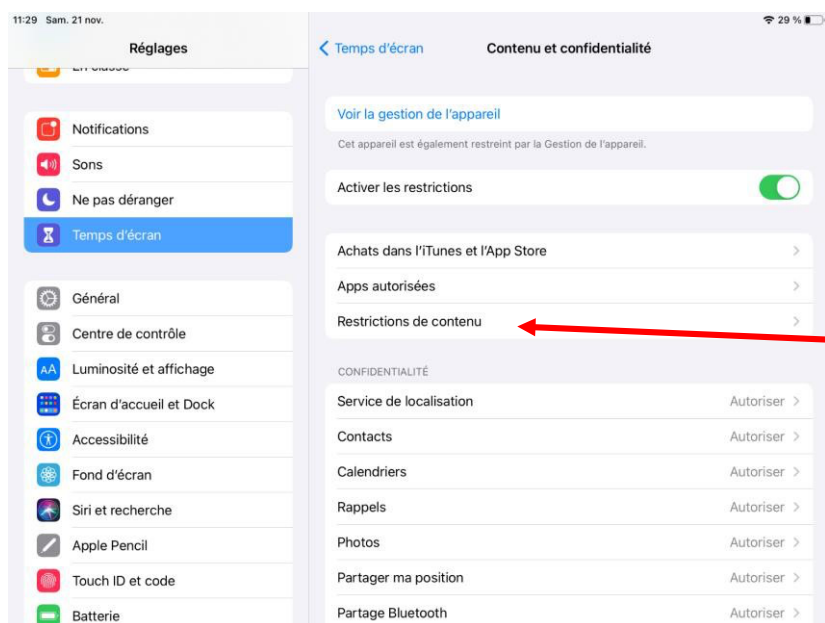 11:29 Sam. 21 nov.
29 %
Réglages
En classe
Notifications
Sons
Ne pas déranger
Temps d'écran
Général
Centre de contrôle
AA Luminosité et affichage
Écran d'accueil et Dock
Accessibilité
Fond d'écran
Siri et recherche
Apple Pencil
Touch ID et code
Batterie
Temps d'écran
Contenu et confidentialité
Voir la gestion de l'appareil
Cet appareil est également restreint par la Gestion de l'appareil.
Activer les restrictions
Achats dans l'iTunes et l'App Store
Apps autorisées
Restrictions de contenu
CONFIDENTIALITÉ
Service de localisation Autoriser
Contacts Autoriser
Calendriers Autoriser
Rappels Autoriser
Photos Autoriser
Partager ma position Autoriser
Partage Bluetooth Autoriser